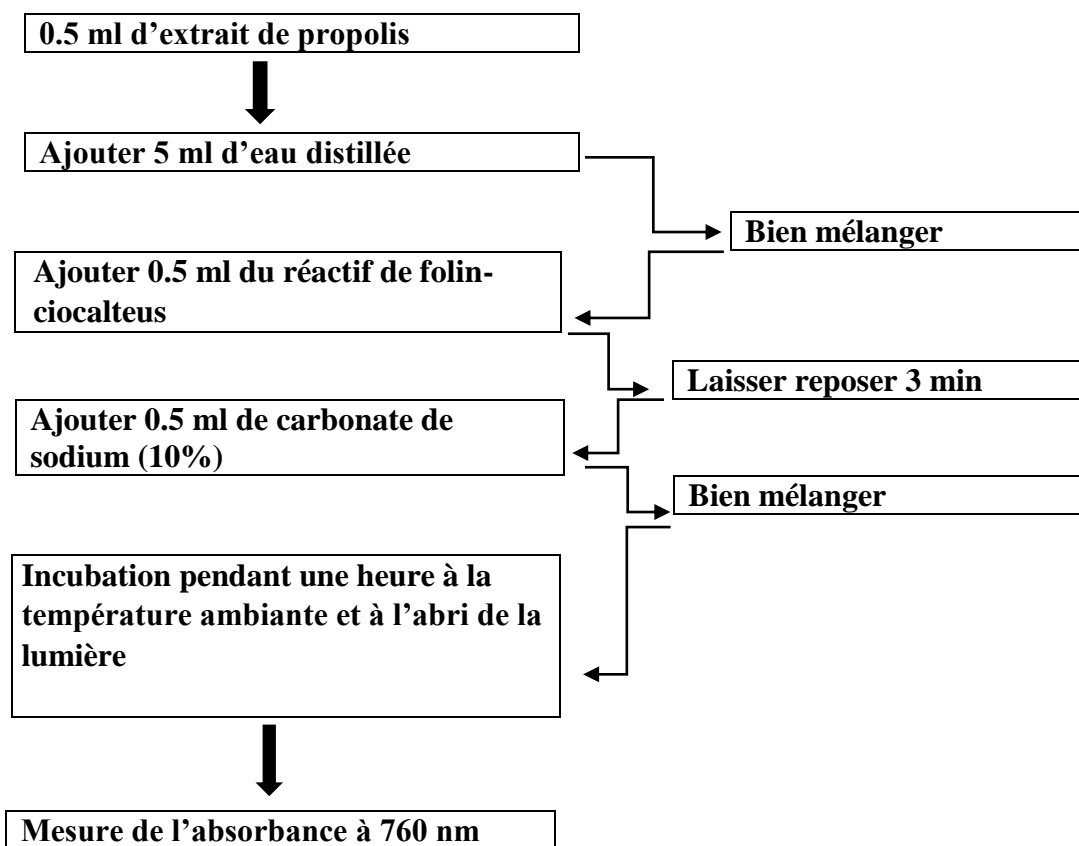 0.5 ml d’extrait de propolis
Ajouter 5 ml d’eau distillée
Bien mélanger
Ajouter 0.5 ml du réactif de folin-
ciocalteus
Laisser reposer 3 min
Ajouter 0.5 ml de carbonate de
sodium (10%)
Bien mélanger
Incubation pendant une heure à la
température ambiante et à l’abri de la
lumière
Mesure de l’absorbance à 760 nm